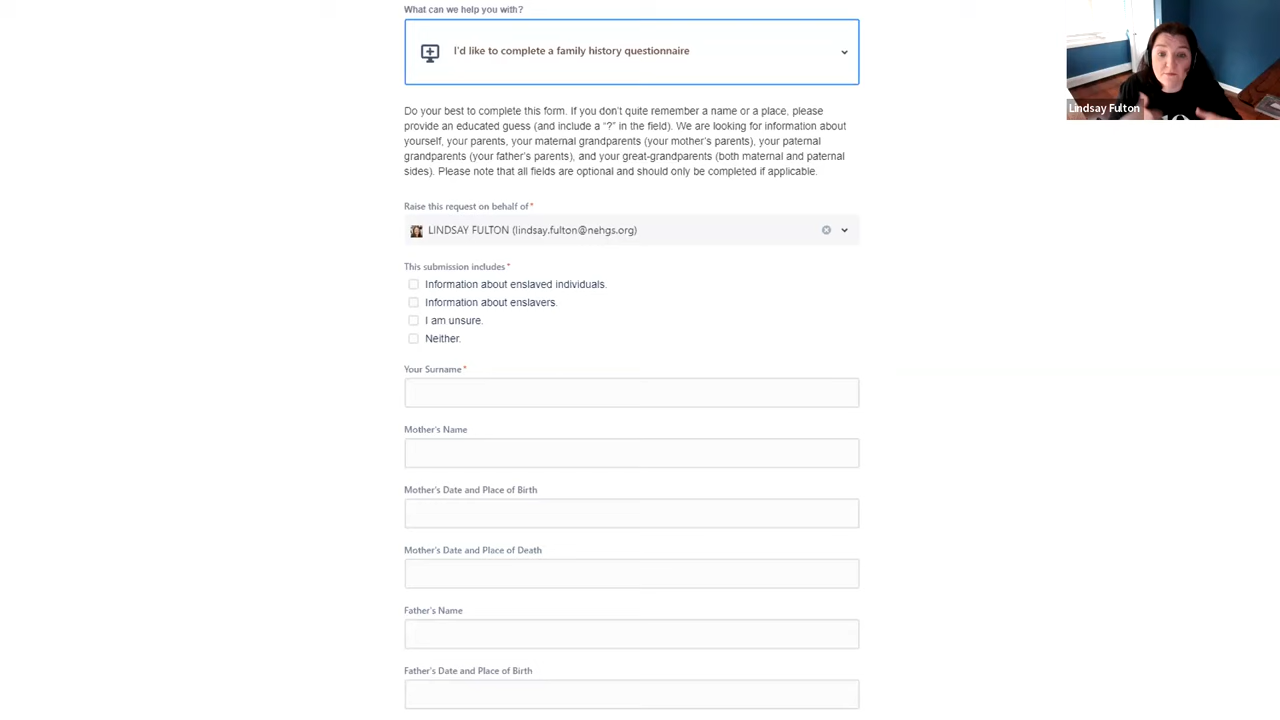 What can we help you with?
I'd like to complete a family history questionnaire
Do your best to complete this form. If you don't quite remember a name or a place, please
provide an educated guess (and include a "?" in the field). We are looking for information about
yourself, your parents, your maternal grandparents (your mother's parents), your paternal
grandparents (your father's parents), and your great-grandparents (both maternal and paternal
sides). Please note that all fields are optional and should only be completed if applicable.
Raise this request on behalf of*
LINDSAY FULTON (lindsay.fulton@nehgs.org)
This submission includes*
Information about enslaved individuals.
Information about enslavers.
I am unsure.
Neither.
Your Surname*
Mother's Name
Mother's Date and Place of Birth
Mother's Date and Place of Death
Father's Name
Father's Date and Place of Birth
Lindsay Fulton